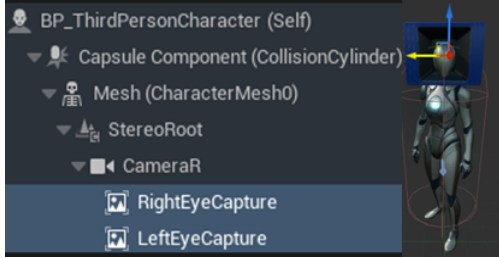 BP_ThirdPersonCharacter (Self)
Capsule Component (CollisionCylinder)
Mesh (CharacterMesh0)
StereoRoot
CameraR
RightEyeCapture
LeftEyeCapture